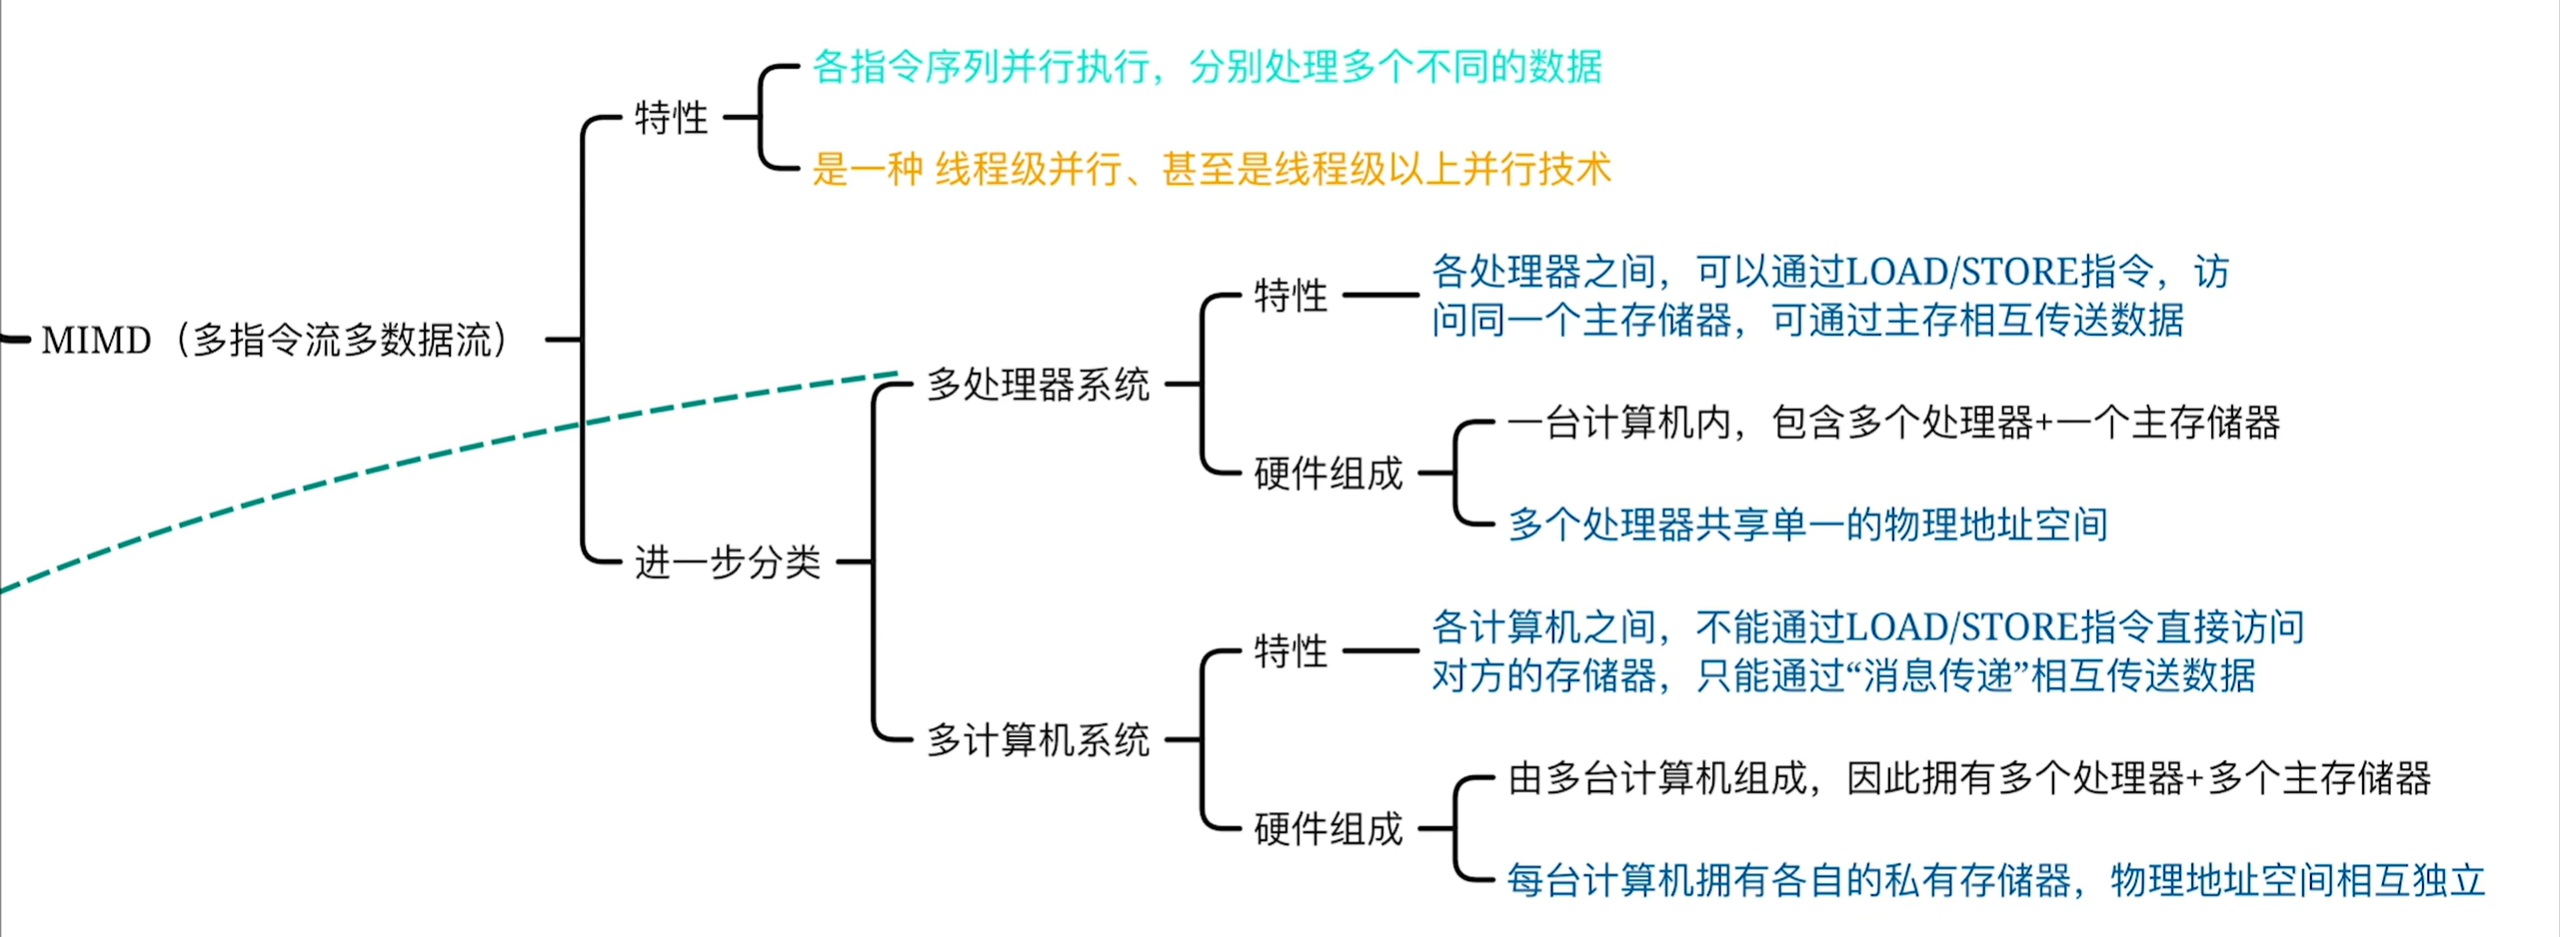 MIMD（多指令流多数据流）
特性
各指令序列并行执行，分别处理多个不同的数据
是一种 线程级并行、甚至是线程级以上并行技术
进一步分类
多处理器系统
特性
各处理器之间，可以通过LOAD/STORE指令，访
问同一个主存储器，可通过主存相互传送数据
硬件组成
一台计算机内，包含多个处理器+一个主存储器
多个处理器共享单一的物理地址空间
多计算机系统
特性
各计算机之间，不能通过LOAD/STORE指令直接访问
对方的存储器，只能通过“消息传递”相互传送数据
硬件组成
由多台计算机组成，因此拥有多个处理器+多个主存储器
每台计算机拥有各自的私有存储器，物理地址空间相互独立